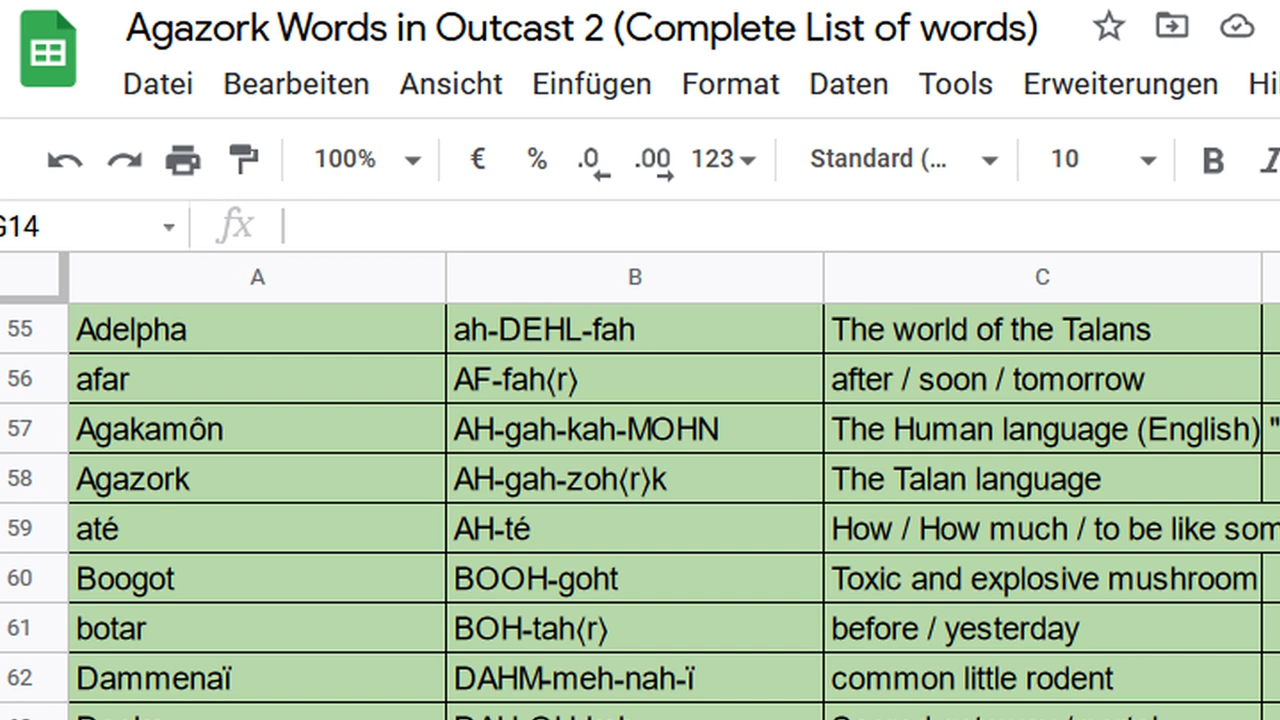 Agazork Words in Outcast 2 (Complete List of words)
Datei Bearbeiten Ansicht Einfügen Format Daten Tools Erweiterungen
100% € % .0 .00 123 Standard (... 10 B I
G14 fx
A B C
55 Adelpha ah-DEHL-fah The world of the Talans
56 afar AF-fah⟨r⟩ after / soon / tomorrow
57 Agakamôn AH-gah-kah-MOHN The Human language (English) "
58 Agazork AH-gah-zoh⟨r⟩k The Talan language
59 até AH-té How / How much / to be like
60 Boogot BOOH-goht Toxic and explosive mushroom
61 botar BOH-tah⟨r⟩ before / yesterday
62 Dammenaï DAHM-meh-nah-ï common little rodent